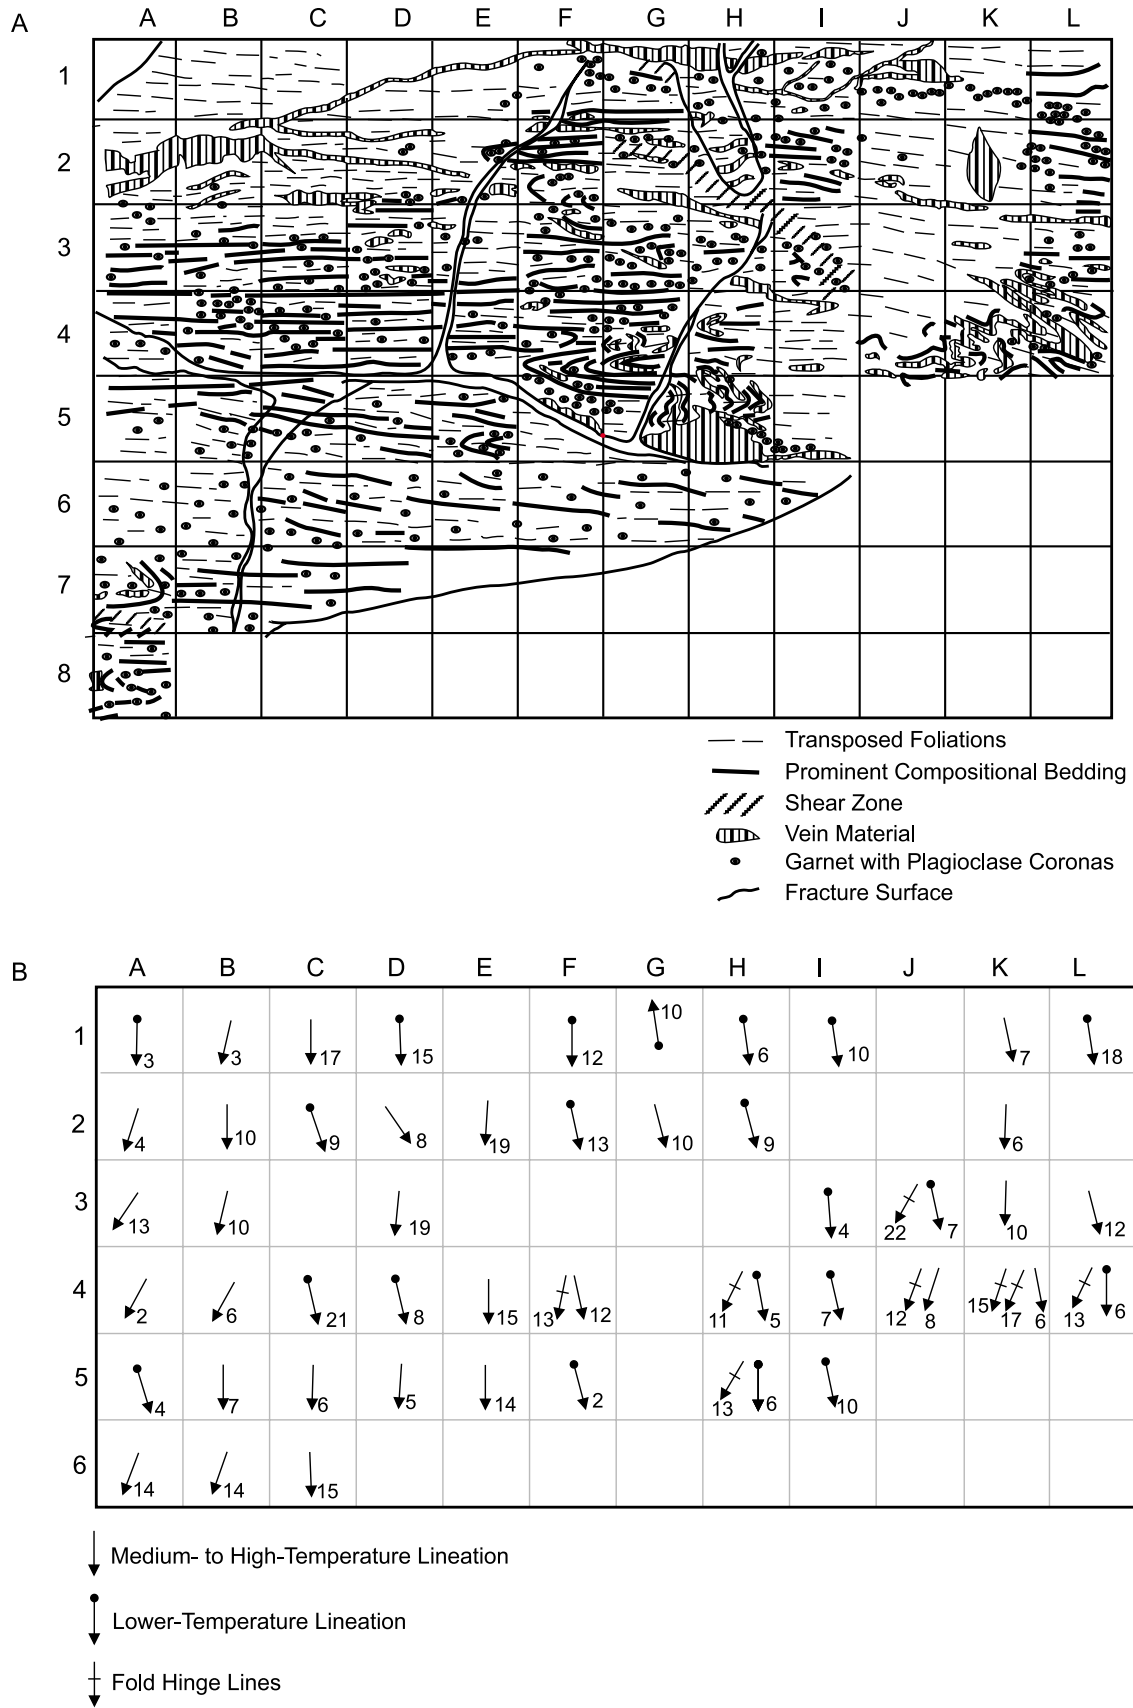 A
A B C D E F G H I J K L
1
2
3
4
5
6
7
8
Transposed Foliations
Prominent Compositional Bedding
Shear Zone
Vein Material
Garnet with Plagioclase Coronas
Fracture Surface
B
A B C D E F G H I J K L
1 3 3 17 15 12 10 6 10 7 18
2 4 10 9 8 19 13 10 9 6
3 13 10 19 4 22 7 10 12
4 2 6 21 8 15 13 12 11 5 7 12 8 15 17 6 13 6
5 4 7 6 5 14 2 13 6 10
6 14 14 15
Medium- to High-Temperature Lineation
Lower-Temperature Lineation
Fold Hinge Lines